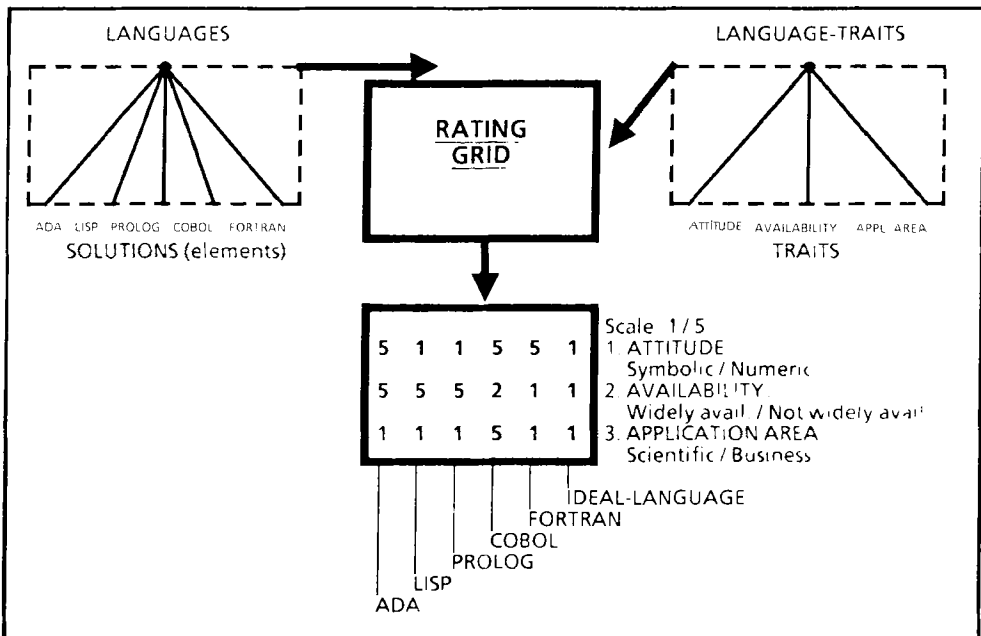 LANGUAGES
LANGUAGE-TRAITS
RATING
GRID
ADA LISP PROLOG COBOL FORTRAN
SOLUTIONS (elements)
ATTITUDE AVAILABILITY APPL AREA
TRAITS
Scale 1 / 5
5 1 1 5 5 1
1. ATTITUDE
Symbolic / Numeric
5 5 5 2 1 1
2. AVAILABILITY
Widely avail. / Not widely avail
1 1 1 5 1 1
3. APPLICATION AREA
Scientific / Business
IDEAL-LANGUAGE
FORTRAN
COBOL
PROLOG
LISP
ADA